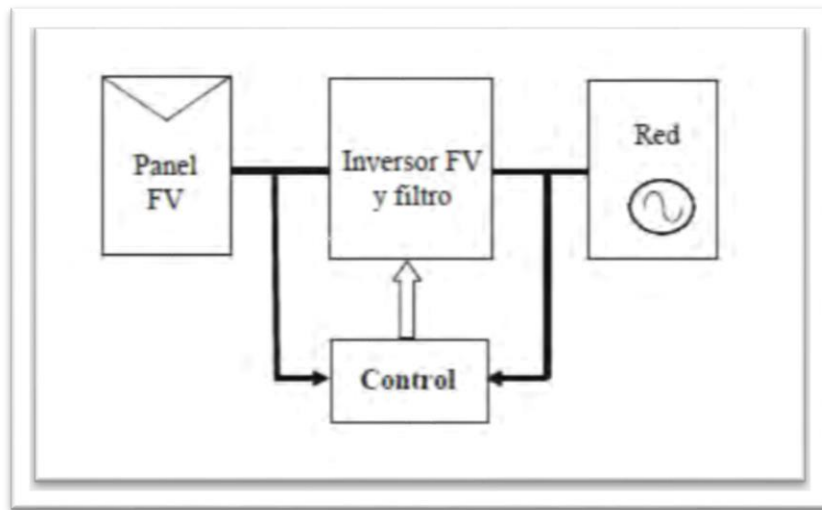 Panel
FV
Inversor FV
y filtro
Red
Control